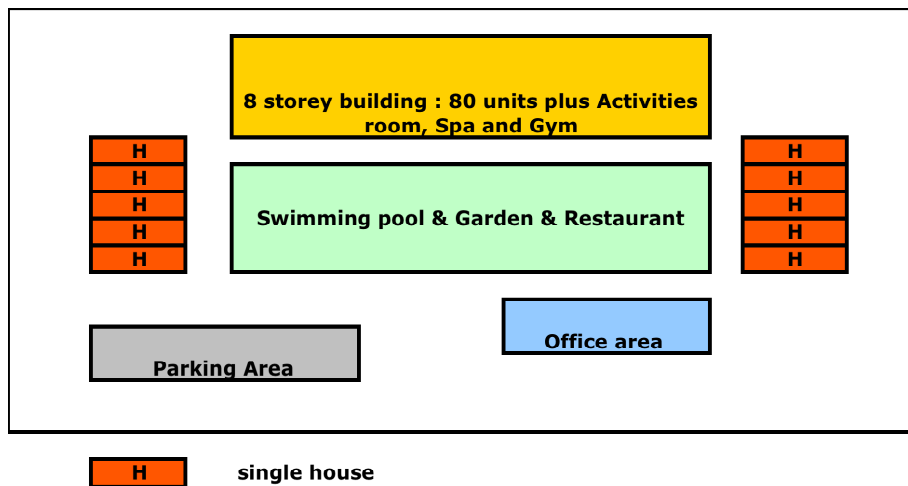 8 storey building : 80 units plus Activities
room, Spa and Gym
H H
H H
Swimming pool & Garden & Restaurant
H H
H H
H H
Office area
Parking Area
H single house